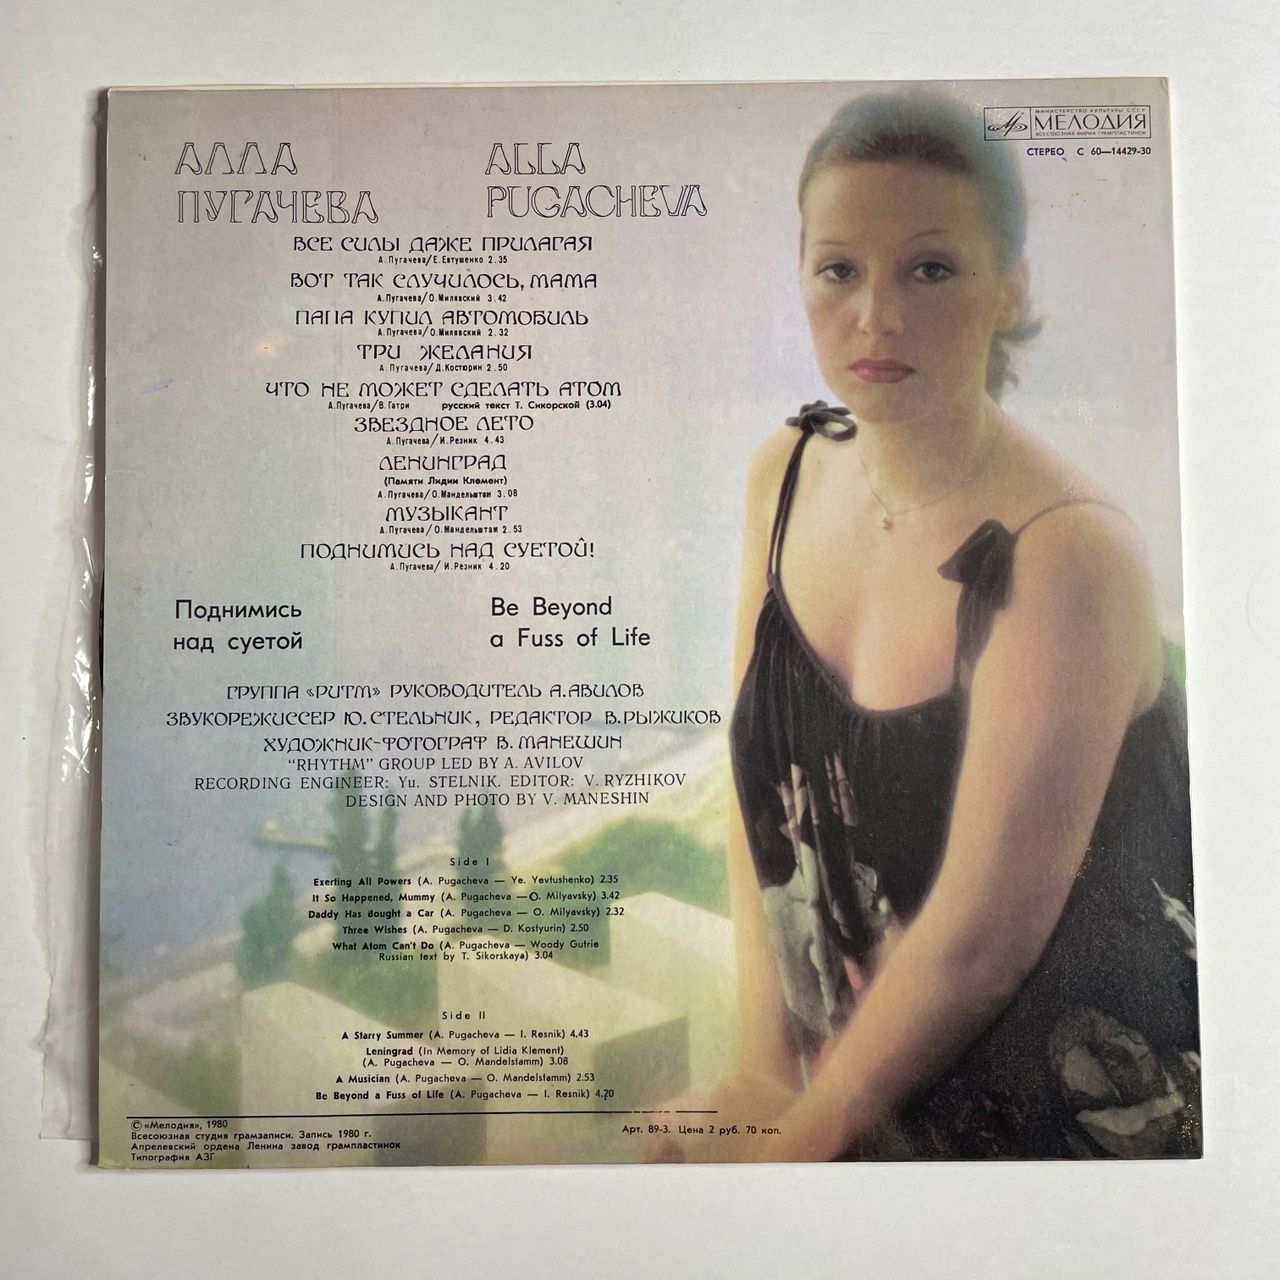 МИНИСТЕРСТВО КУЛЬТУРЫ СССР
МЕЛОДИЯ
ВСЕСОЮЗНАЯ ФИРМА ГРАМПЛАСТИНОК
СТЕРЕО С 60—14429-30
АЛЛА ПУГАЧЕВА
ALLA PUGACHEVA
ВСЕ СИЛЫ ДАЖЕ ПРИЛАГАЯ
А.Пугачева/Е.Евтушенко 2.35
ВОТ ТАК СЛУЧИЛОСЬ, МАМА
А.Пугачева/О.Милявский 3.42
ПАПА КУПИЛ АВТОМОБИЛЬ
А.Пугачева/О.Милявский 2.32
ТРИ ЖЕЛАНИЯ
А.Пугачева/Д.Костюрин 2.50
ЧТО НЕ МОЖЕТ СДЕЛАТЬ АТОМ
А.Пугачева/В.Гатри русский текст Т. Сикорской (3.04)
ЗВЕЗДНОЕ ЛЕТО
А.Пугачева/И.Резник 4.43
ЛЕНИНГРАД
(Памяти Лидии Клемент)
А.Пугачева/О.Мандельштам 3.08
МУЗЫКАНТ
А.Пугачева/О.Мандельштам 2.53
ПОДНИМИСЬ НАД СУЕТОЙ!
А.Пугачева/И.Резник 4.20
Поднимись
над суетой
Be Beyond
a Fuss of Life
ГРУППА «РИТМ» РУКОВОДИТЕЛЬ А.АВИЛОВ
ЗВУКОРЕЖИССЕР Ю.СТЕЛЬНИК, РЕДАКТОР В.РЫЖИКОВ
ХУДОЖНИК-ФОТОГРАФ В.МАНЕШИН
"RHYTHM" GROUP LED BY A. AVILOV
RECORDING ENGINEER: Yu. STELNIK. EDITOR: V. RYZHIKOV
DESIGN AND PHOTO BY V. MANESHIN
Side I
Exerting All Powers (A. Pugacheva — Ye. Yevtushenko) 2.35
It So Happened, Mummy (A. Pugacheva — O. Milyavsky) 3.42
Daddy Has Bought a Car (A. Pugacheva — O. Milyavsky) 2.32
Three Wishes (A. Pugacheva — D. Kostyurin) 2.50
What Atom Can't Do (A. Pugacheva — Woody Gutrie
Russian text by T. Sikorskaya) 3.04
Side II
A Starry Summer (A. Pugacheva — I. Resnik) 4.43
Leningrad (In Memory of Lidia Klement)
(A. Pugacheva — O. Mandelstamm) 3.08
A Musician (A. Pugacheva — O. Mandelstamm) 2.53
Be Beyond a Fuss of Life (A. Pugacheva — I. Resnik) 4.20
© «Мелодия», 1980
Всесоюзная студия грамзаписи. Запись 1980 г.
Апрелевский ордена Ленина завод грампластинок
Типография АЗГ
Арт. 89-3. Цена 2 руб. 70 коп.